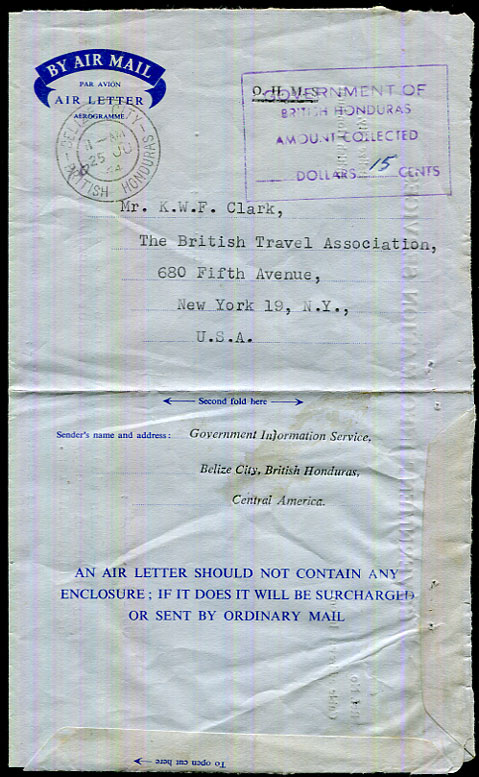 BY AIR MAIL
PAR AVION
AIR LETTER
AEROGRAMME
BELIZE CITY
BRITISH HONDURAS
25 JU
O.H.M.S.
GOVERNMENT OF
BRITISH HONDURAS
AMOUNT COLLECTED
DOLLARS 15 CENTS
Mr. K.W.F. Clark,
The British Travel Association,
680 Fifth Avenue,
New York 19, N.Y.,
U.S.A.
Second fold here
Sender's name and address: Government Information Service,
Belize City, British Honduras,
Central America.
AN AIR LETTER SHOULD NOT CONTAIN ANY
ENCLOSURE; IF IT DOES IT WILL BE SURCHARGED
OR SENT BY ORDINARY MAIL
To open cut here